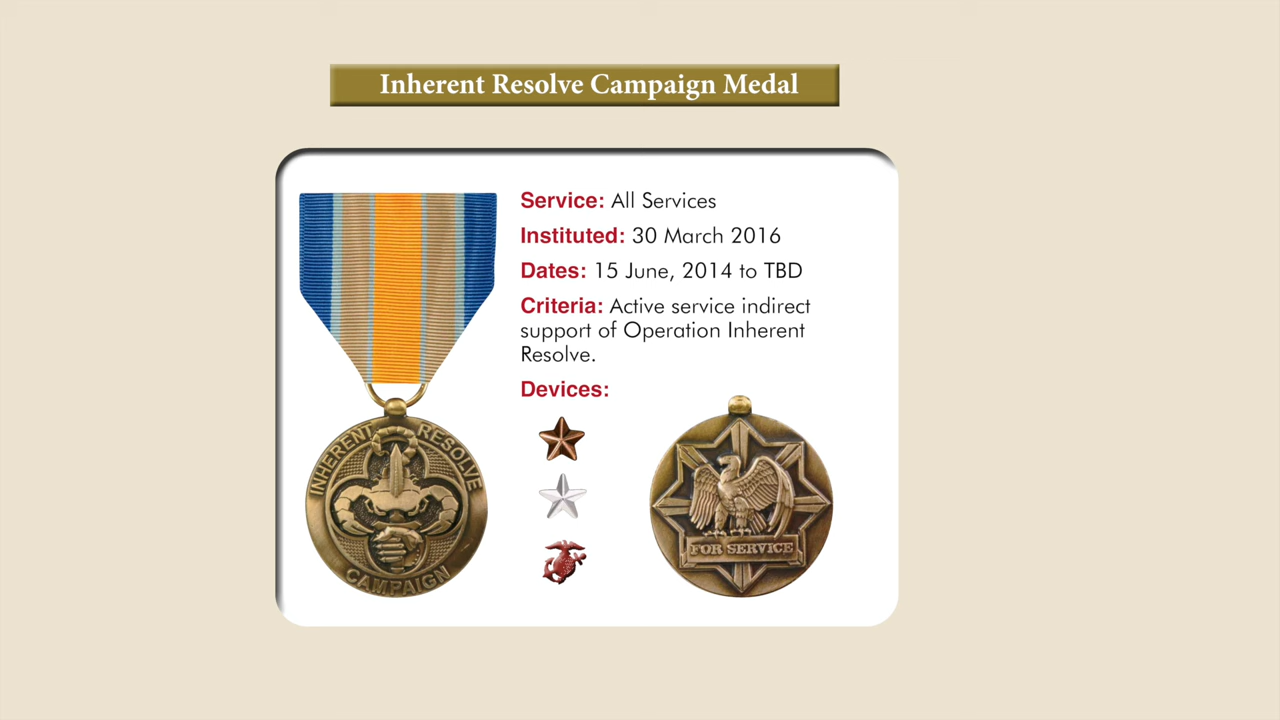 Inherent Resolve Campaign Medal
Service: All Services
Instituted: 30 March 2016
Dates: 15 June, 2014 to TBD
Criteria: Active service indirect
support of Operation Inherent
Resolve.
Devices:
INHERENT RESOLVE
CAMPAIGN
FOR SERVICE